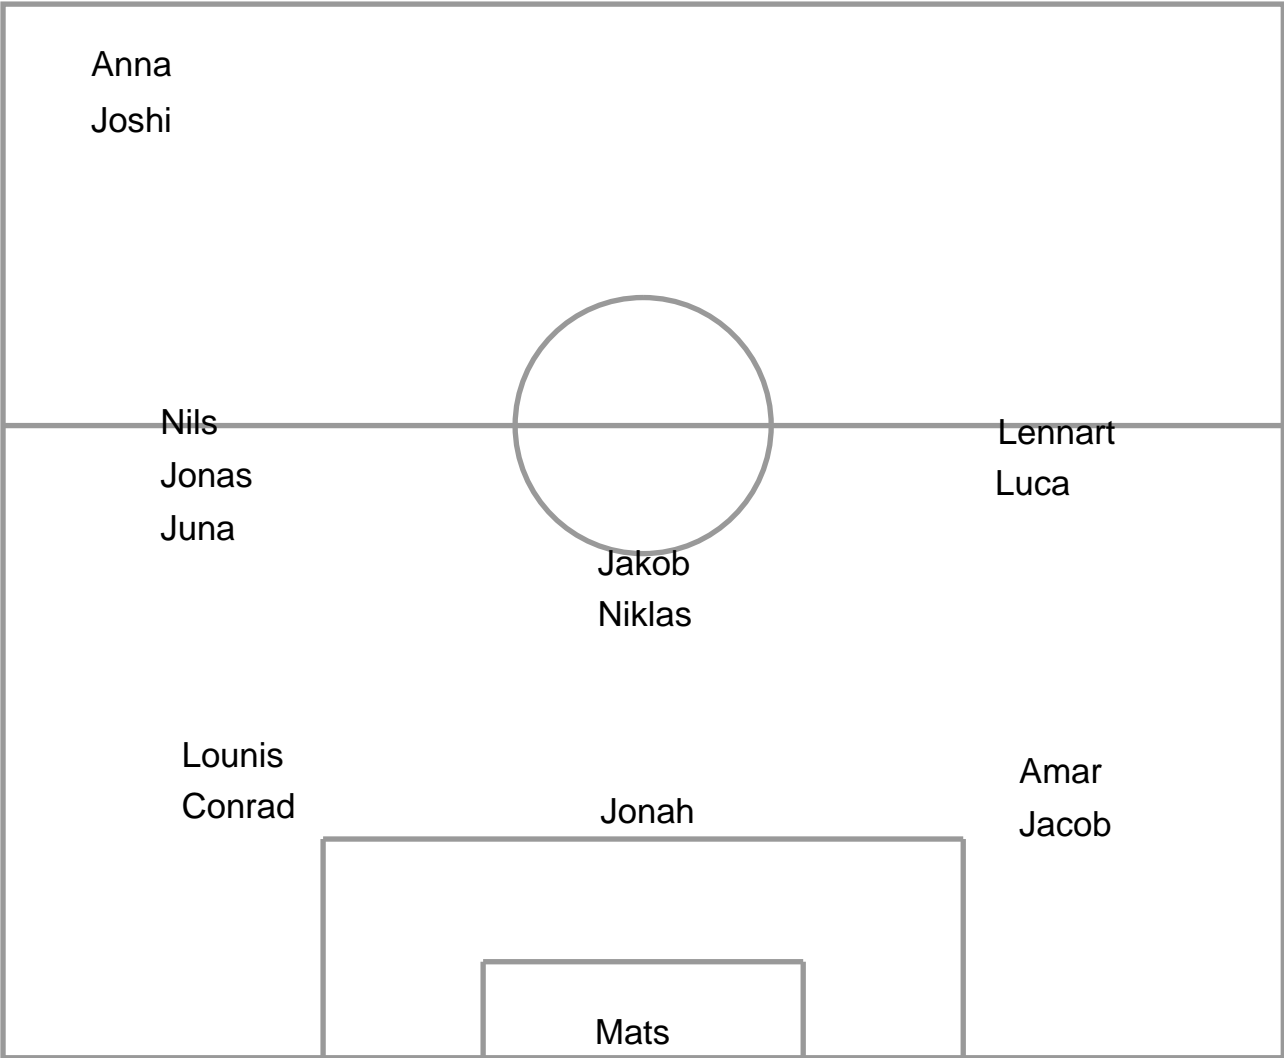 Anna
Joshi
Nils
Jonas
Juna
Lennart
Luca
Jakob
Niklas
Lounis
Conrad
Jonah
Amar
Jacob
Mats